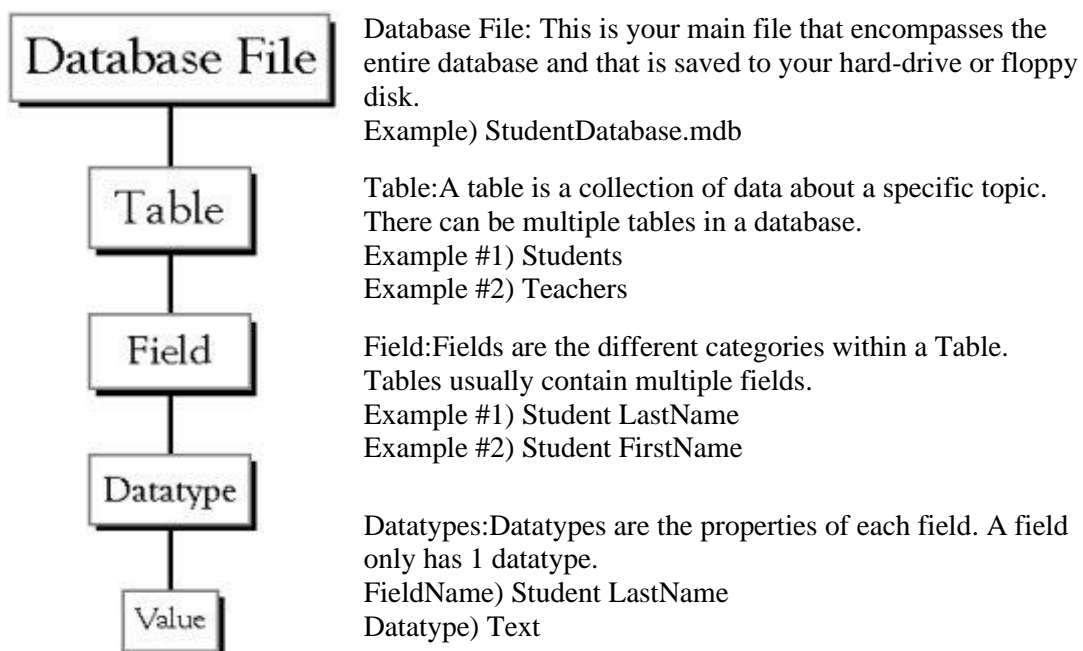 Database File
Database File: This is your main file that encompasses the
entire database and that is saved to your hard-drive or floppy
disk.
Example) StudentDatabase.mdb
Table
Table:A table is a collection of data about a specific topic.
There can be multiple tables in a database.
Example #1) Students
Example #2) Teachers
Field
Field:Fields are the different categories within a Table.
Tables usually contain multiple fields.
Example #1) Student LastName
Example #2) Student FirstName
Datatype
Datatypes:Datatypes are the properties of each field. A field
only has 1 datatype.
FieldName) Student LastName
Datatype) Text
Value